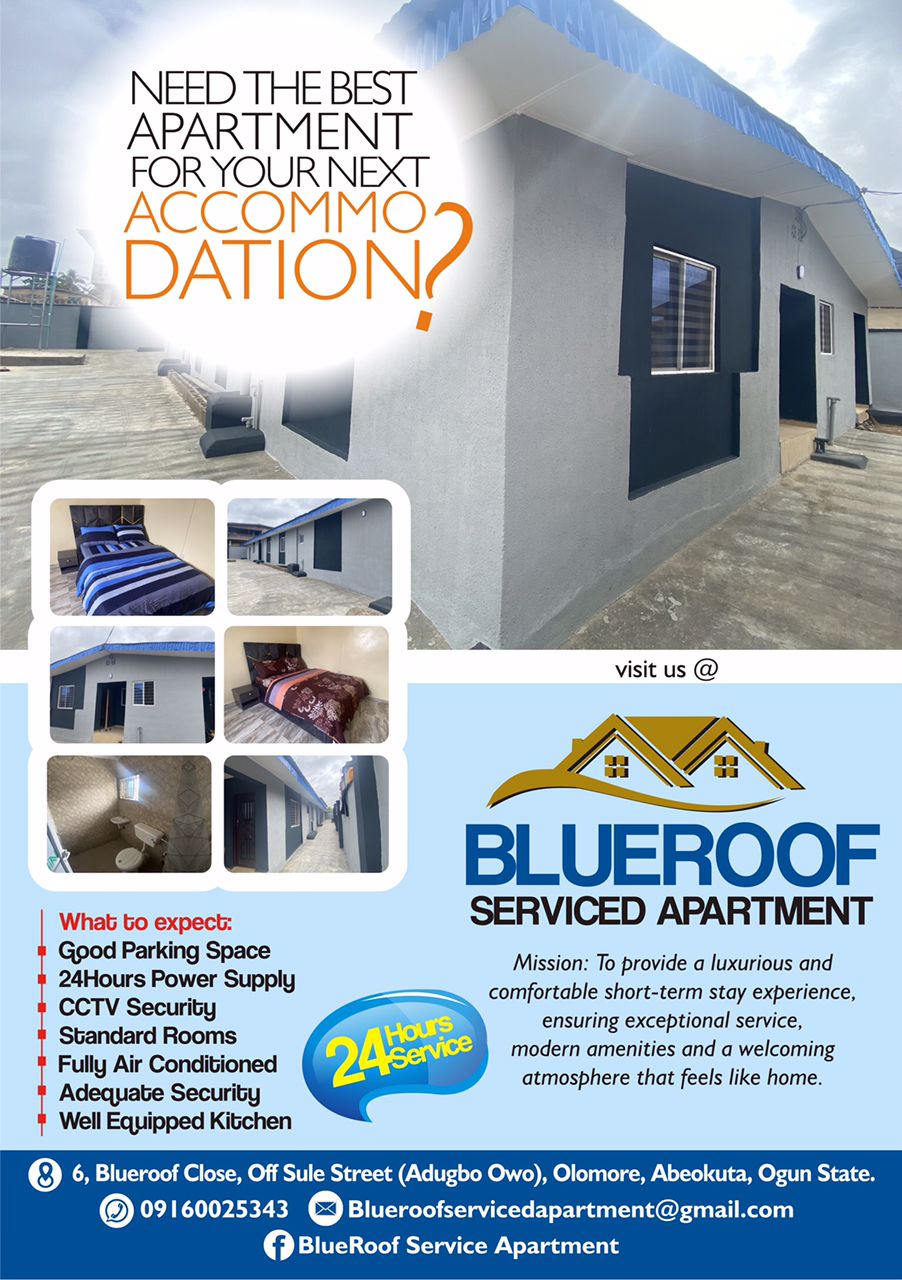 NEED THE BEST
APARTMENT
FOR YOUR NEXT
ACCOMMO
DATION?
visit us @
BLUEROOF
SERVICED APARTMENT
Mission: To provide a luxurious and
comfortable short-term stay experience,
ensuring exceptional service,
modern amenities and a welcoming
atmosphere that feels like home.
What to expect:
Good Parking Space
24Hours Power Supply
CCTV Security
Standard Rooms
Fully Air Conditioned
Adequate Security
Well Equipped Kitchen
24 Hours
Service
6, Blueroof Close, Off Sule Street (Adugbo Owo), Olomore, Abeokuta, Ogun State.
09160025343 Blueroofservicedapartment@gmail.com
BlueRoof Service Apartment